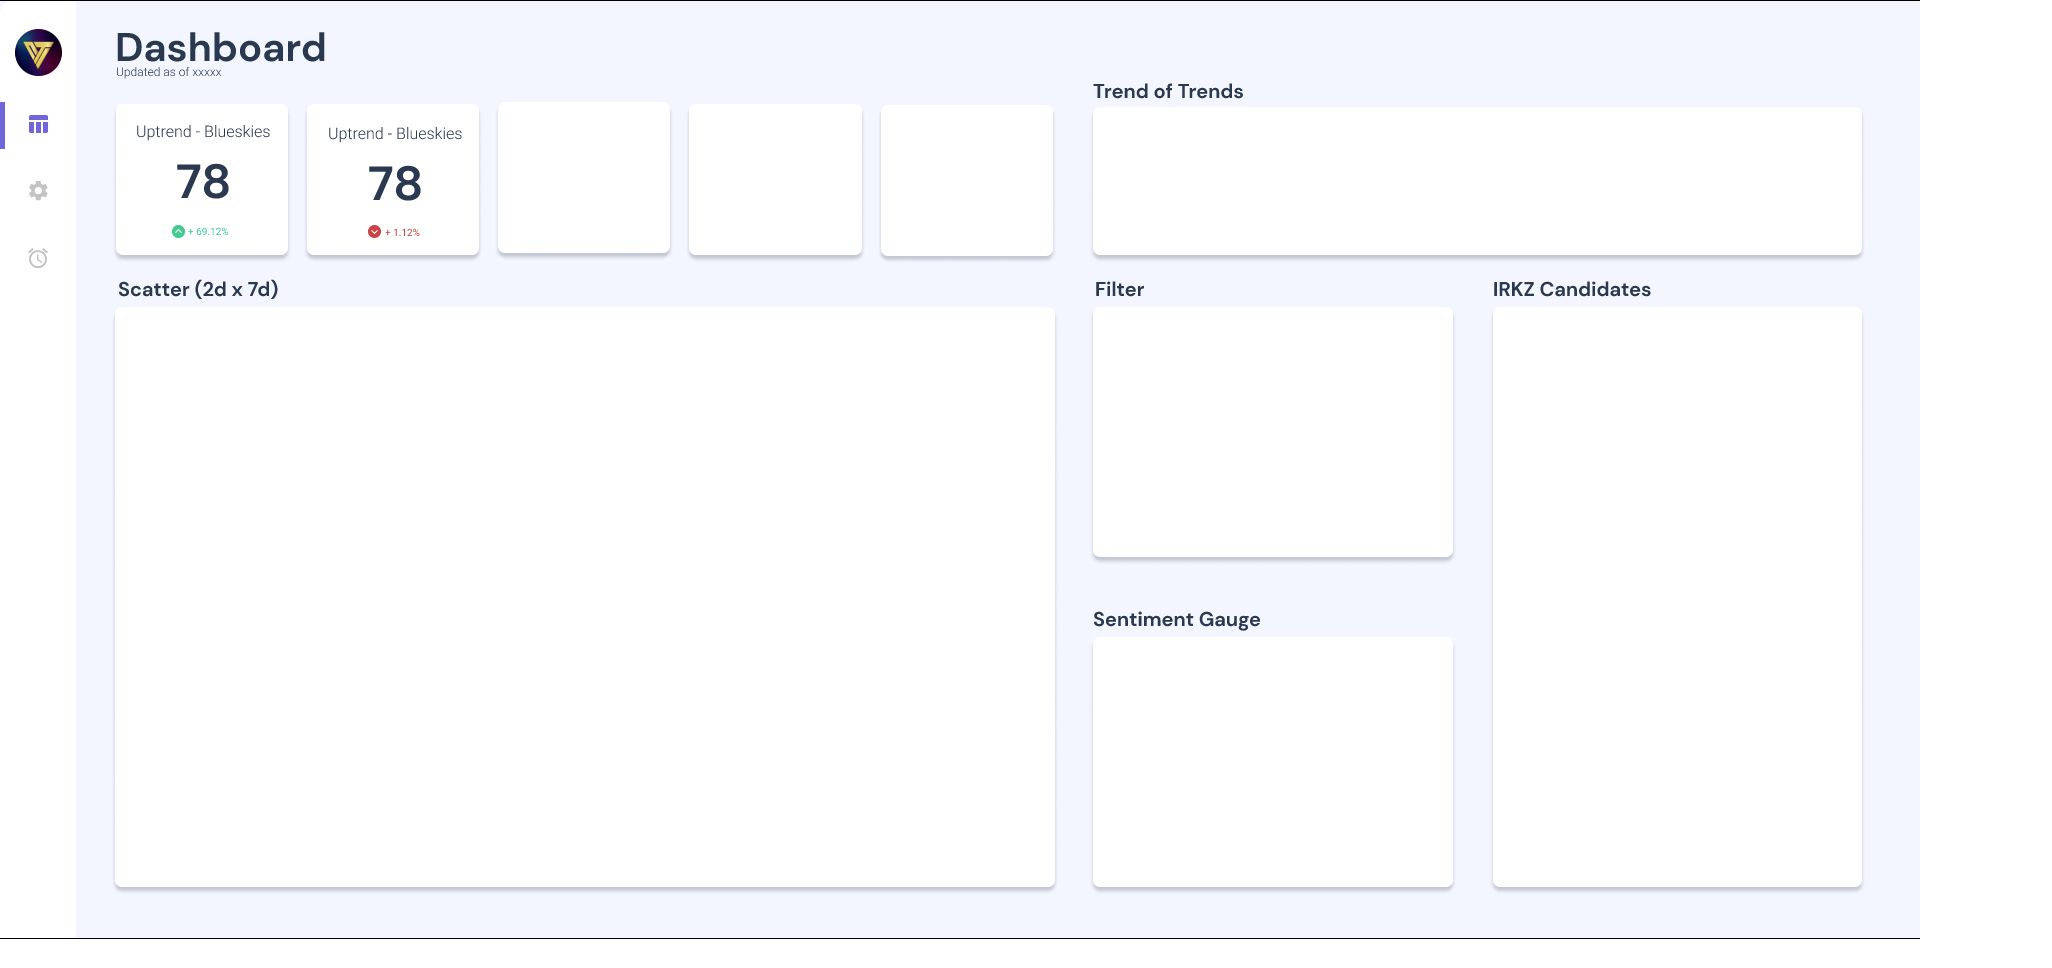 Dashboard
Updated as of xxxxx
Uptrend - Blueskies
78
+ 69.12%
Uptrend - Blueskies
78
+ 1.12%
Trend of Trends
Scatter (2d x 7d)
Filter
IRKZ Candidates
Sentiment Gauge